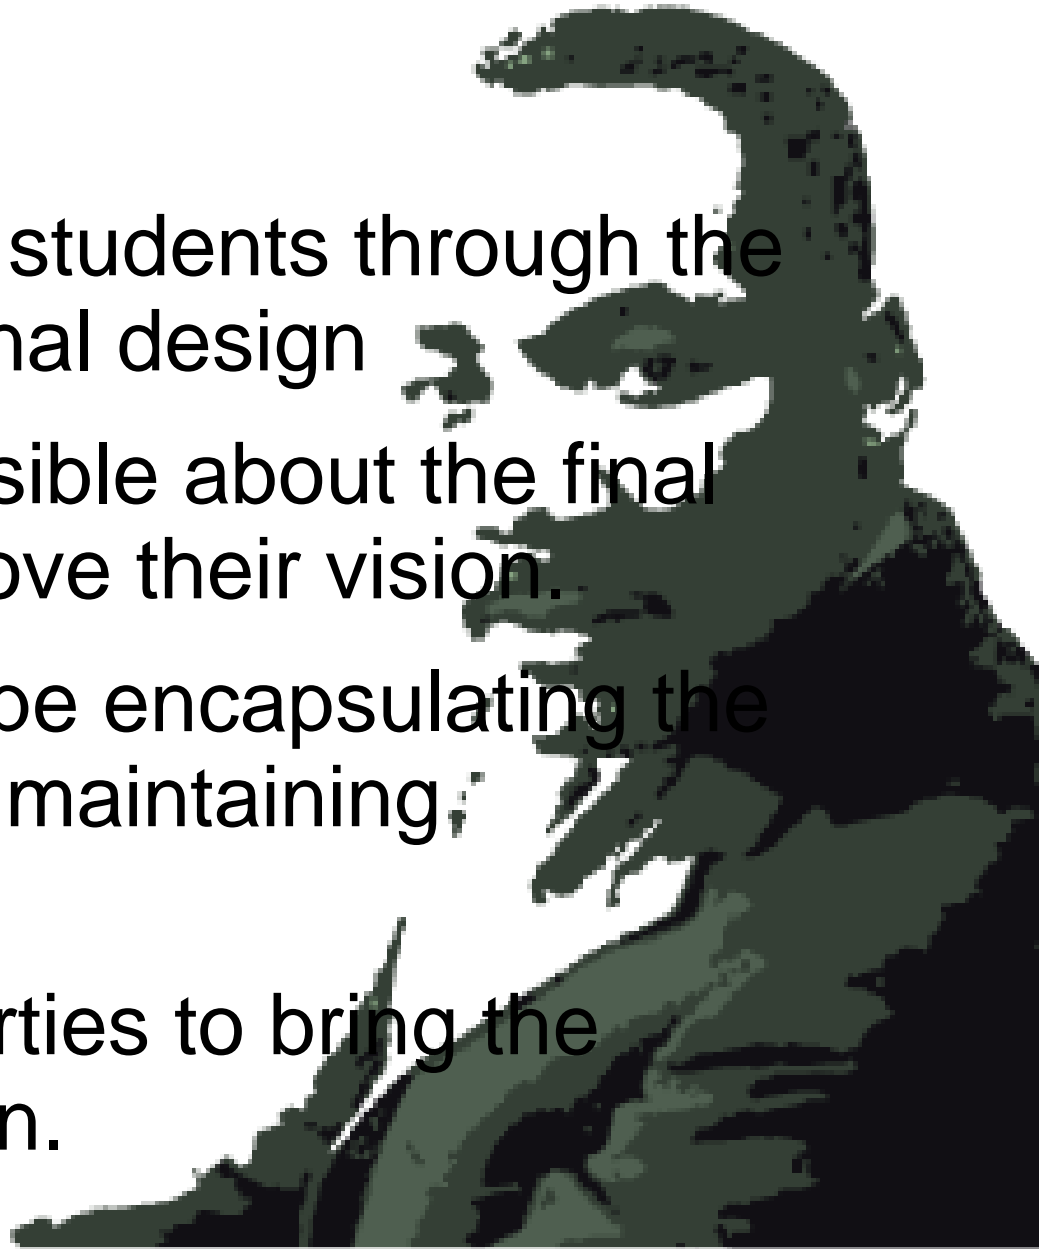 students through the
nal design
sible about the final
ove their vision.
be encapsulating the
maintaining
rties to bring the
n.